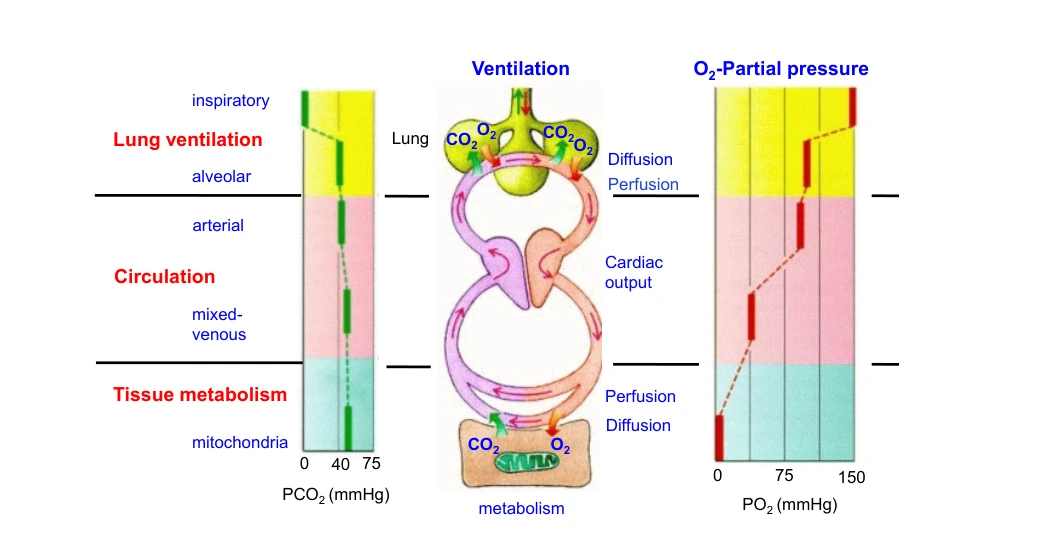 Ventilation
O₂-Partial pressure
inspiratory
Lung ventilation
alveolar
Lung
CO₂
O₂
CO₂
O₂
Diffusion
Perfusion
arterial
Circulation
mixed-
venous
Cardiac
output
Tissue metabolism
mitochondria
Perfusion
Diffusion
CO₂
O₂
metabolism
0 40 75
PCO₂ (mmHg)
0 75 150
PO₂ (mmHg)